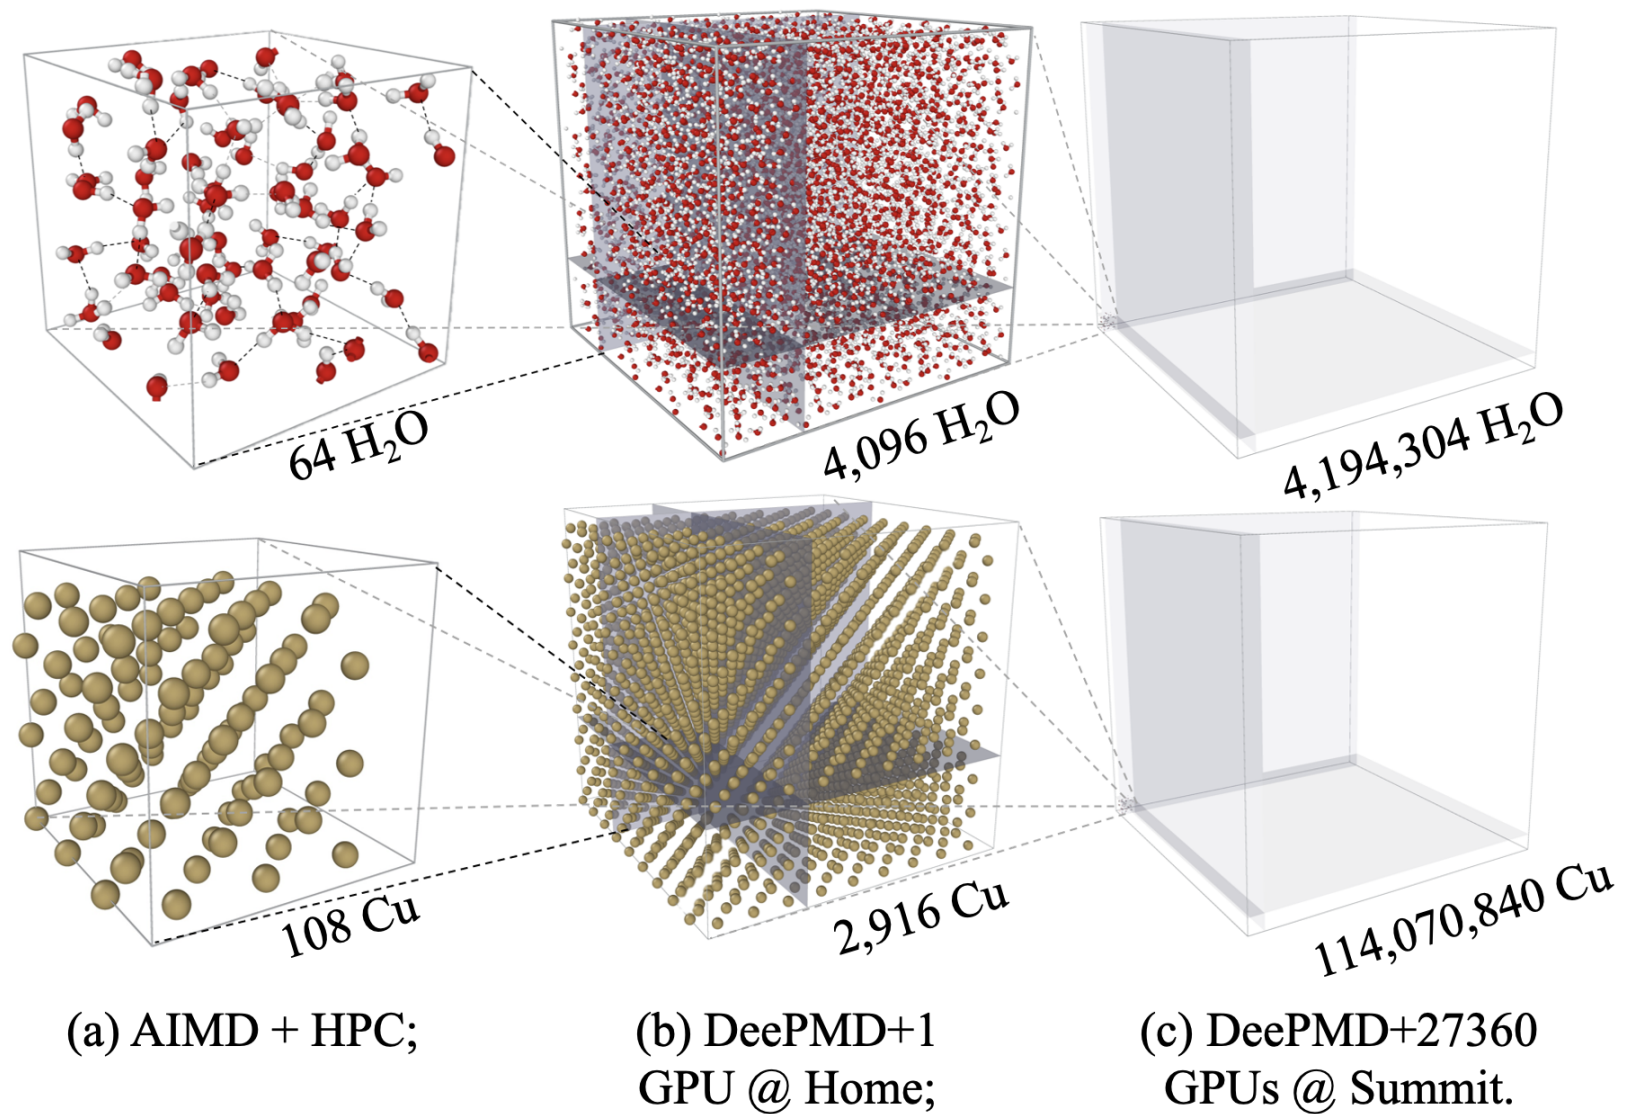 64 H₂O
4,096 H₂O
4,194,304 H₂O
108 Cu
2,916 Cu
114,070,840 Cu
(a) AIMD + HPC;
(b) DeePMD+1
GPU @ Home;
(c) DeePMD+27360
GPUs @ Summit.